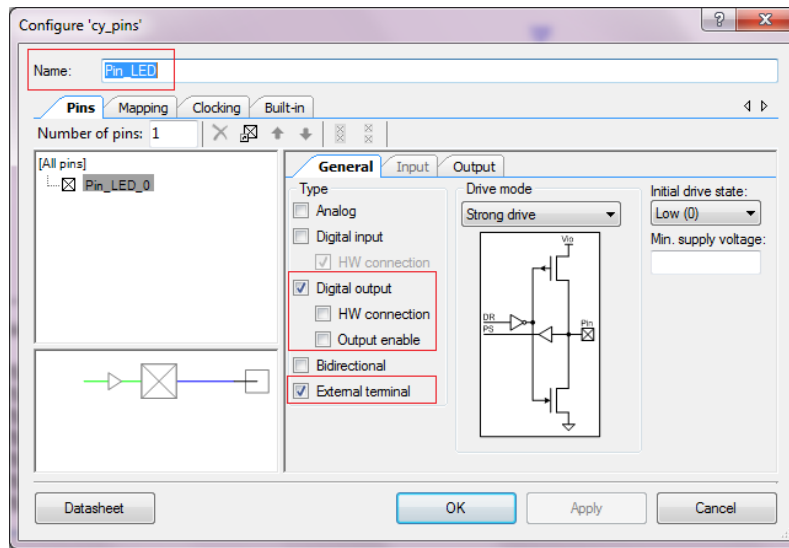 Configure 'cy_pins'
Name: Pin_LED
Pins Mapping Clocking Built-in
Number of pins: 1
[All pins]
Pin_LED_0
General Input Output
Type
Analog
Digital input
HW connection
Digital output
HW connection
Output enable
Bidirectional
External terminal
Drive mode
Strong drive
Vio
DR
PS
Pin
Initial drive state:
Low (0)
Min. supply voltage:
Datasheet OK Apply Cancel